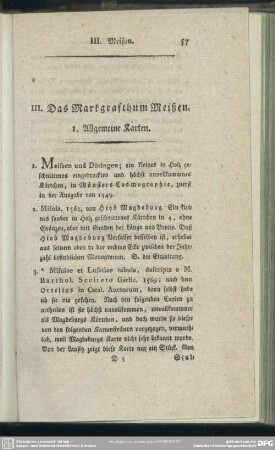 III. Meißen. 57
III. Das Markgrafthum Meißen.
1. Allgemeine Karten.
1. Meißen und Düringen; ein kleines in Holz ge-
schnittenes eingedrucktes und höchst unvollkommenes
Kärtchen, in Münsters Cosmographie, zuerst
in der Ausgabe von 1549.
2. Misnia. 1562, von Hiob Magdeburg. Ein klei-
nes sauber in Holz geschnittenes Kärtchen in 4, ohne
Gränzen, aber mit Graden der Länge und Breite. Daß
Hiob Magdeburg Verfasser desselben ist, erhellet
aus seinem oben in der rechten Ecke zwischen der Jahr-
zahl befindlichen Monogramm. S. die Einleitung.
3. * Misniae et Lusatiae tabula, descripta a M.
Barthol. Sculteto Gorlic. 1569; nach den
Ortelius in Catal. Auctorum, denn selbst habe
ich sie nie gesehen. Nach den folgenden Copien zu
urtheilen ist sie höchst unvollkommen, unvollkommener
als Magdeburgs Kärtchen, und doch wurde sie dieser
von den folgenden Kartenstechern vorgezogen, vermuth-
lich, weil Magdeburgs Karte nicht sehr bekannt wurde.
Von der Lausitz zeigt diese Karte nur ein Stück. Von
D 5 Scul-